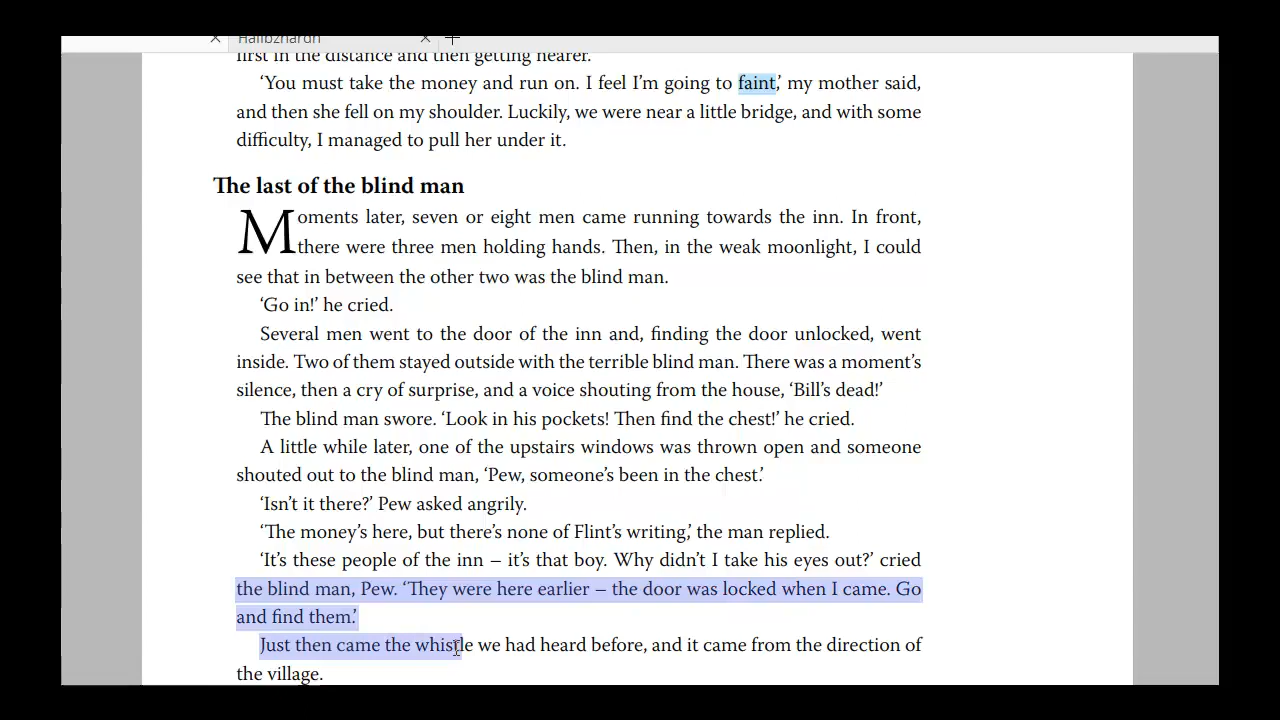 Halbzhardh
first in the distance and then getting nearer.
‘You must take the money and run on. I feel I’m going to faint,’ my mother said,
and then she fell on my shoulder. Luckily, we were near a little bridge, and with some
difficulty, I managed to pull her under it.
The last of the blind man
Moments later, seven or eight men came running towards the inn. In front,
there were three men holding hands. Then, in the weak moonlight, I could
see that in between the other two was the blind man.
‘Go in!’ he cried.
Several men went to the door of the inn and, finding the door unlocked, went
inside. Two of them stayed outside with the terrible blind man. There was a moment’s
silence, then a cry of surprise, and a voice shouting from the house, ‘Bill’s dead!’
The blind man swore. ‘Look in his pockets! Then find the chest!’ he cried.
A little while later, one of the upstairs windows was thrown open and someone
shouted out to the blind man, ‘Pew, someone’s been in the chest.’
‘Isn’t it there?’ Pew asked angrily.
‘The money’s here, but there’s none of Flint’s writing,’ the man replied.
‘It’s these people of the inn – it’s that boy. Why didn’t I take his eyes out?’ cried
the blind man, Pew. ‘They were here earlier – the door was locked when I came. Go
and find them.’
Just then came the whistle we had heard before, and it came from the direction of
the village.